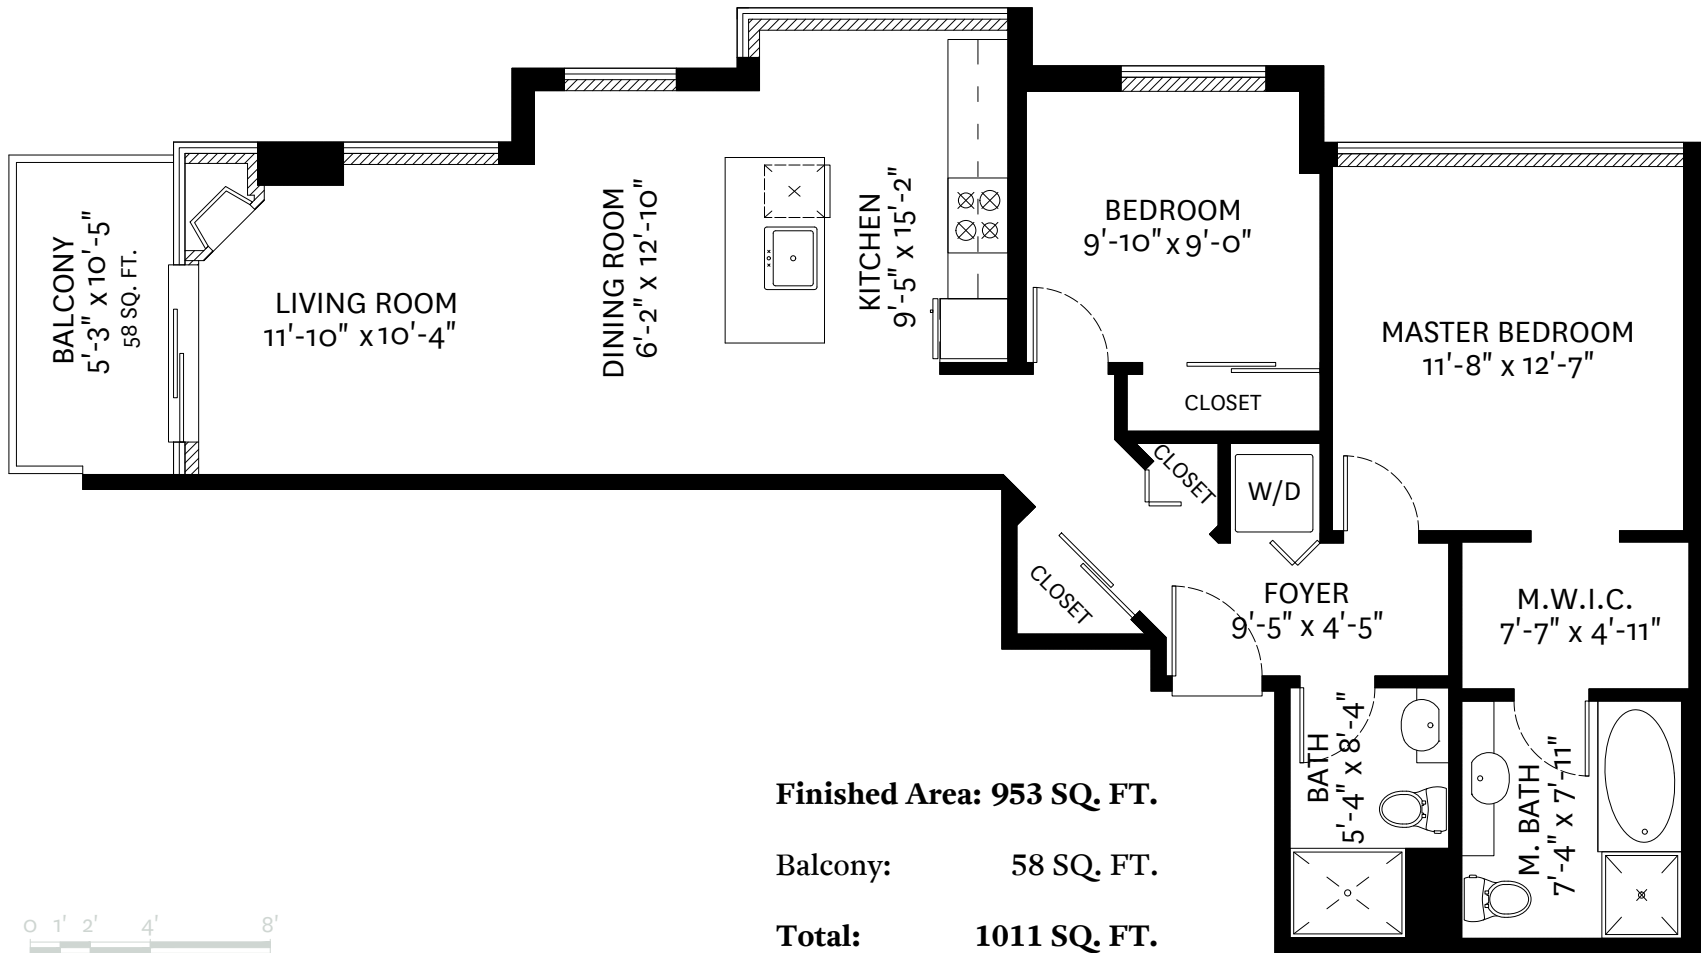 BALCONY
5'-3" x 10'-5"
58 SQ. FT.
LIVING ROOM
11'-10" x 10'-4"
DINING ROOM
6'-2" x 12'-10"
KITCHEN
9'-5" x 15'-2"
BEDROOM
9'-10" x 9'-0"
CLOSET
MASTER BEDROOM
11'-8" x 12'-7"
CLOSET
W/D
CLOSET
FOYER
9'-5" x 4'-5"
M.W.I.C.
7'-7" x 4'-11"
BATH
5'-4" x 8'-4"
M. BATH
7'-4" x 7'-11"
Finished Area: 953 SQ. FT.
Balcony: 58 SQ. FT.
Total: 1011 SQ. FT.
0 1' 2' 4' 8'